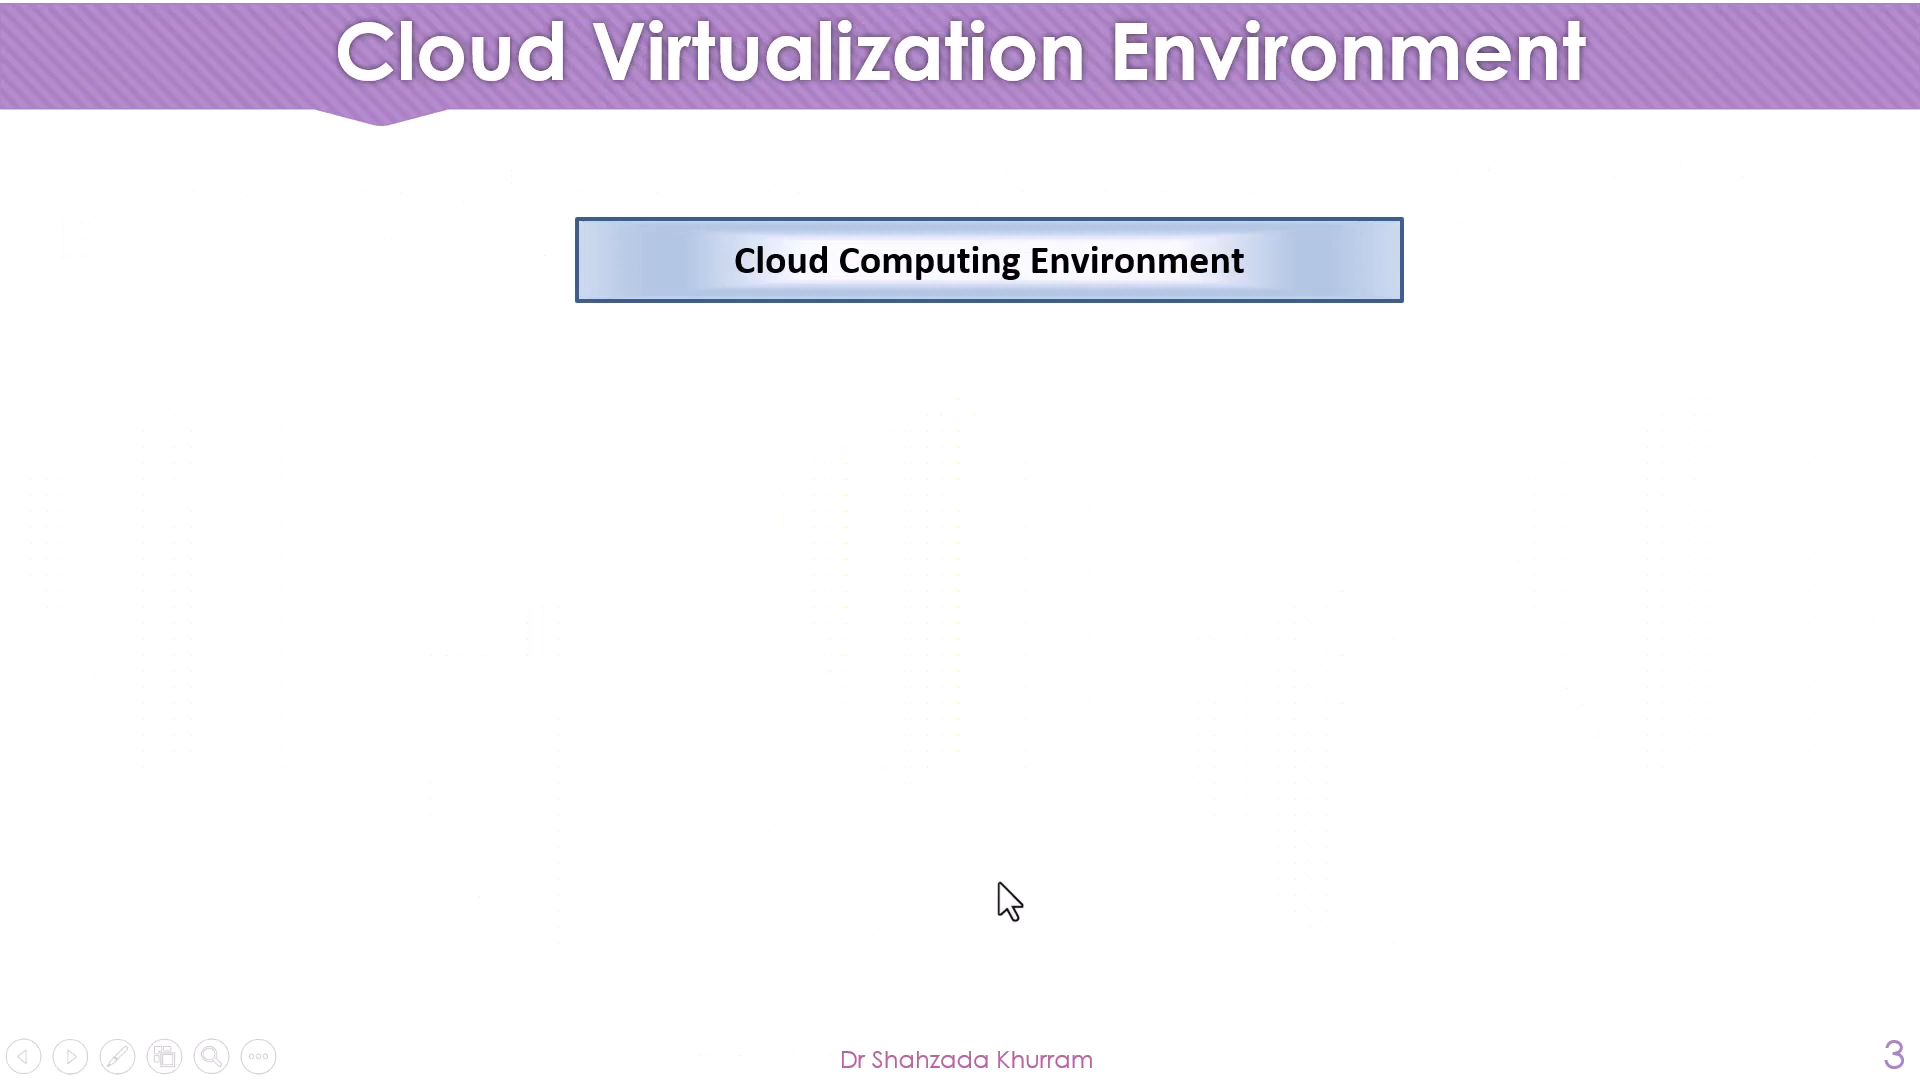 Cloud Virtualization Environment
Cloud Computing Environment
Dr Shahzada Khurram
3